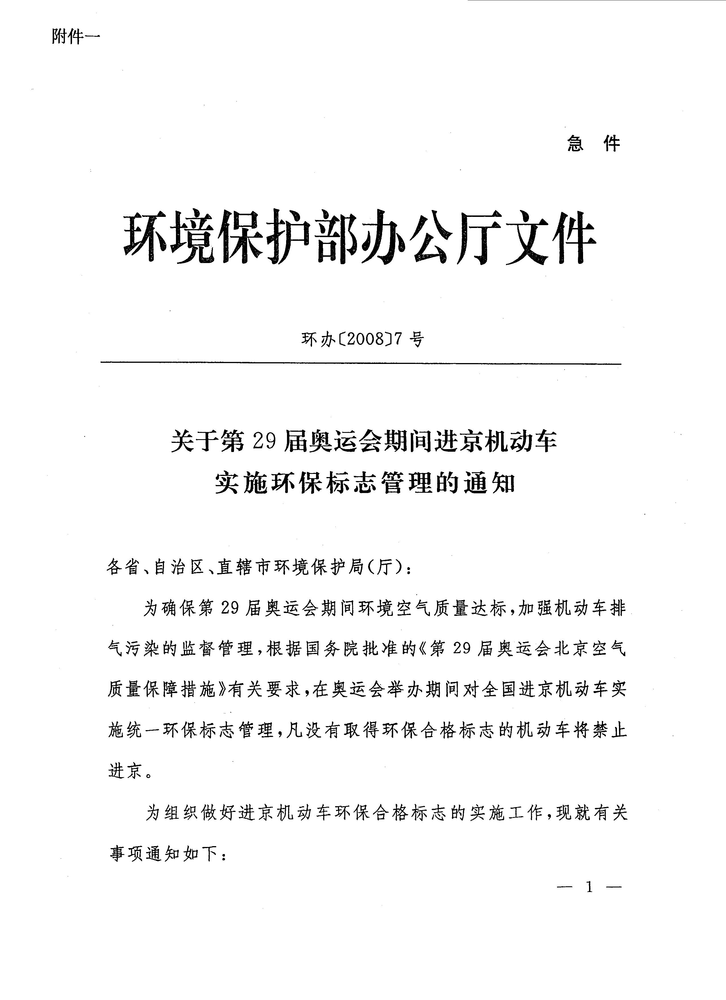 附件一
急 件
环境保护部办公厅文件
环办〔2008〕7 号
关于第 29 届奥运会期间进京机动车
实施环保标志管理的通知
各省、自治区、直辖市环境保护局(厅):
为确保第 29 届奥运会期间环境空气质量达标,加强机动车排
气污染的监督管理,根据国务院批准的《第 29 届奥运会北京空气
质量保障措施》有关要求,在奥运会举办期间对全国进京机动车实
施统一环保标志管理,凡没有取得环保合格标志的机动车将禁止
进京。
为组织做好进京机动车环保合格标志的实施工作,现就有关
事项通知如下:
— 1 —